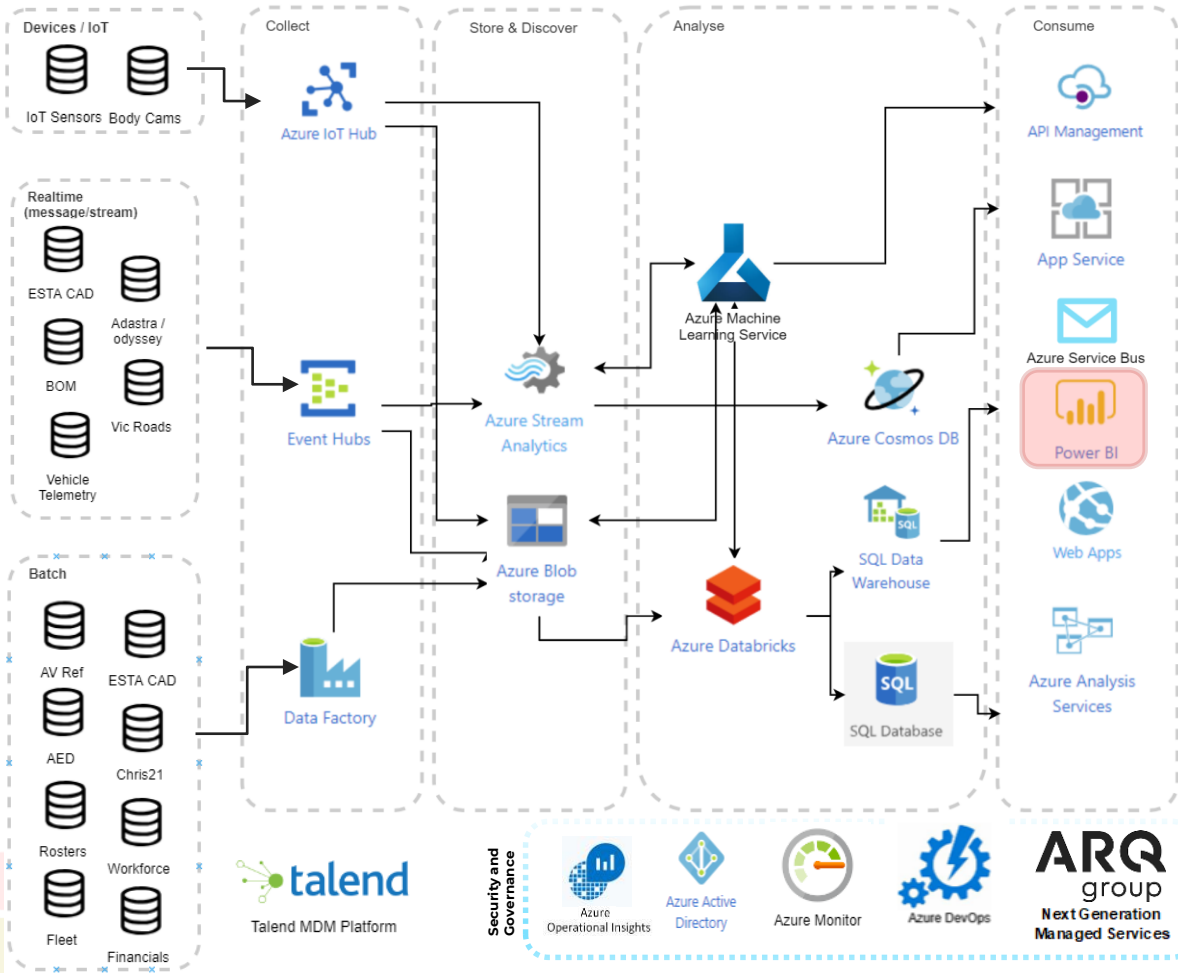 Devices / IoT
IoT Sensors
Body Cams
Realtime
(message/stream)
ESTA CAD
Adastra /
odyssey
BOM
Vic Roads
Vehicle
Telemetry
Batch
AV Ref
ESTA CAD
AED
Chris21
Rosters
Workforce
Fleet
Financials
Collect
Azure IoT Hub
Event Hubs
Data Factory
talend
Talend MDM Platform
Store & Discover
Azure Stream
Analytics
Azure Blob
storage
Analyse
Azure Machine
Learning Service
Azure Cosmos DB
SQL
SQL Data
Warehouse
Azure Databricks
SQL
SQL Database
Consume
API Management
App Service
Azure Service Bus
Power BI
Web Apps
Azure Analysis
Services
Security and
Governance
Azure
Operational Insights
Azure Active
Directory
Azure Monitor
Azure DevOps
ARQ
group
Next Generation
Managed Services